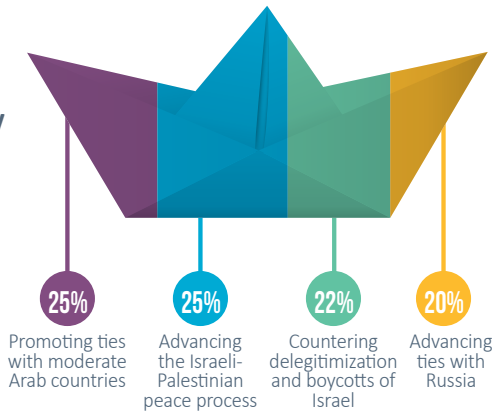 25%
Promoting ties
with moderate
Arab countries
25%
Advancing
the Israeli-
Palestinian
peace process
22%
Countering
delegitimization
and boycotts of
Israel
20%
Advancing
ties with
Russia